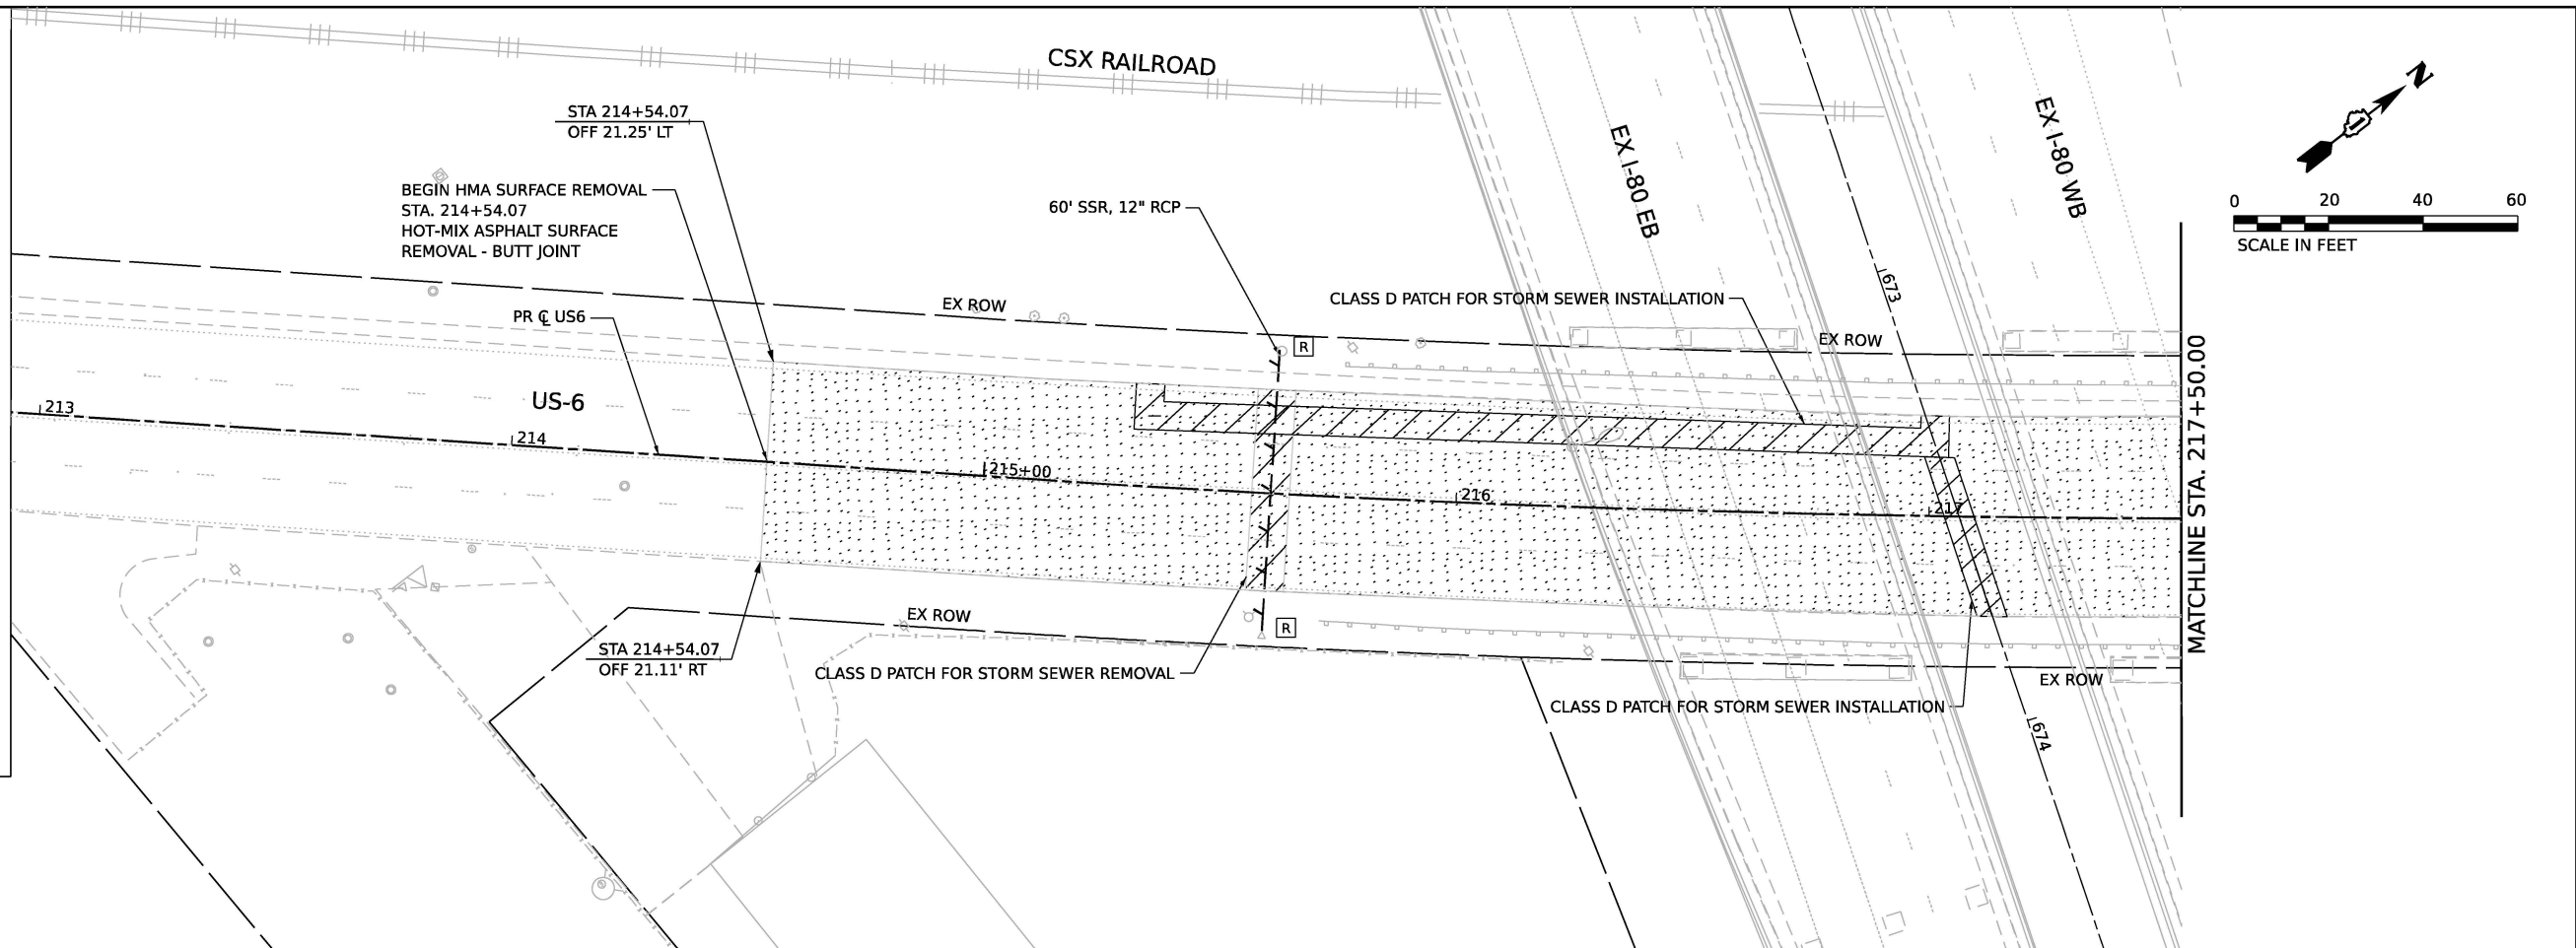 CSX RAILROAD
N
EX I-80 EB
EX I-80 WB
0 20 40 60
SCALE IN FEET
STA 214+54.07
OFF 21.25' LT
BEGIN HMA SURFACE REMOVAL
STA. 214+54.07
HOT-MIX ASPHALT SURFACE
REMOVAL - BUTT JOINT
60' SSR, 12" RCP
673
CLASS D PATCH FOR STORM SEWER INSTALLATION
EX ROW
PR ℄ US6
R
EX ROW
MATCHLINE STA. 217+50.00
US-6
213
214
215+00
216
217
EX ROW
R
STA 214+54.07
OFF 21.11' RT
CLASS D PATCH FOR STORM SEWER REMOVAL
EX ROW
CLASS D PATCH FOR STORM SEWER INSTALLATION
674